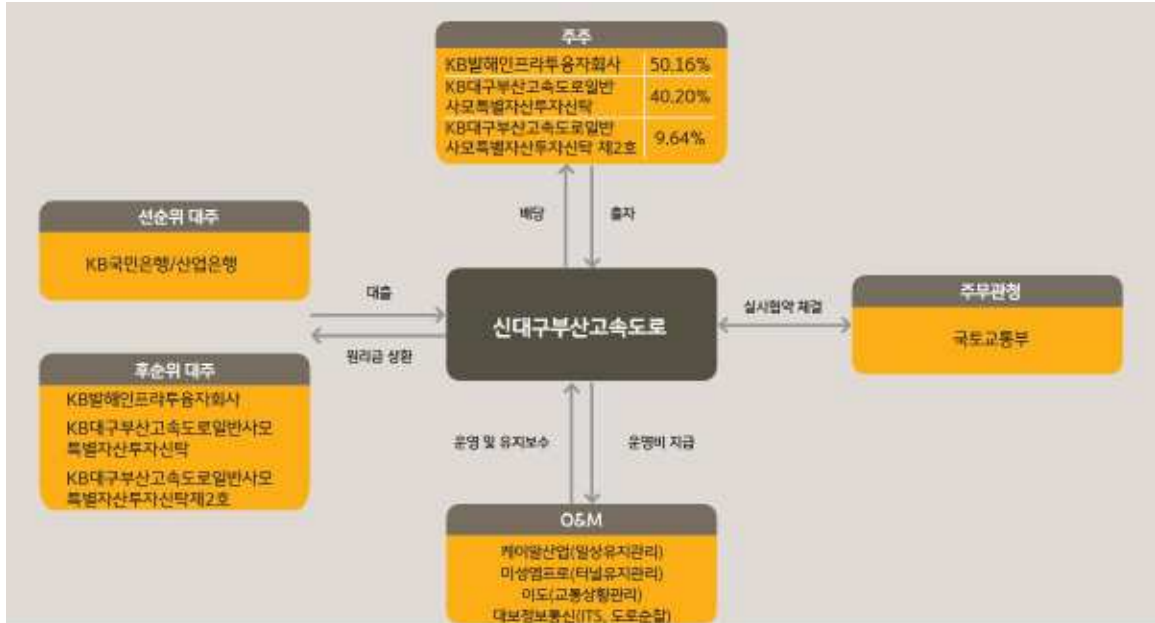 주주
KB발해인프라투융자회사 50.16%
KB대구부산고속도로일반
사모특별자산투자신탁 40.20%
KB대구부산고속도로일반
사모특별자산투자신탁 제2호 9.64%
배당
출자
선순위 대주
KB국민은행/산업은행
대출
원리금 상환
신대구부산고속도로
실시협약 체결
주무관청
국토교통부
후순위 대주
KB발해인프라투융자회사
KB대구부산고속도로일반사모
특별자산투자신탁
KB대구부산고속도로일반사모
특별자산투자신탁제2호
운영 및 유지보수
운영비 지급
O&M
케이알산업(일상유지관리)
미성엠프로(터널유지관리)
이도(교통상황관리)
대보정보통신(ITS, 도로순찰)